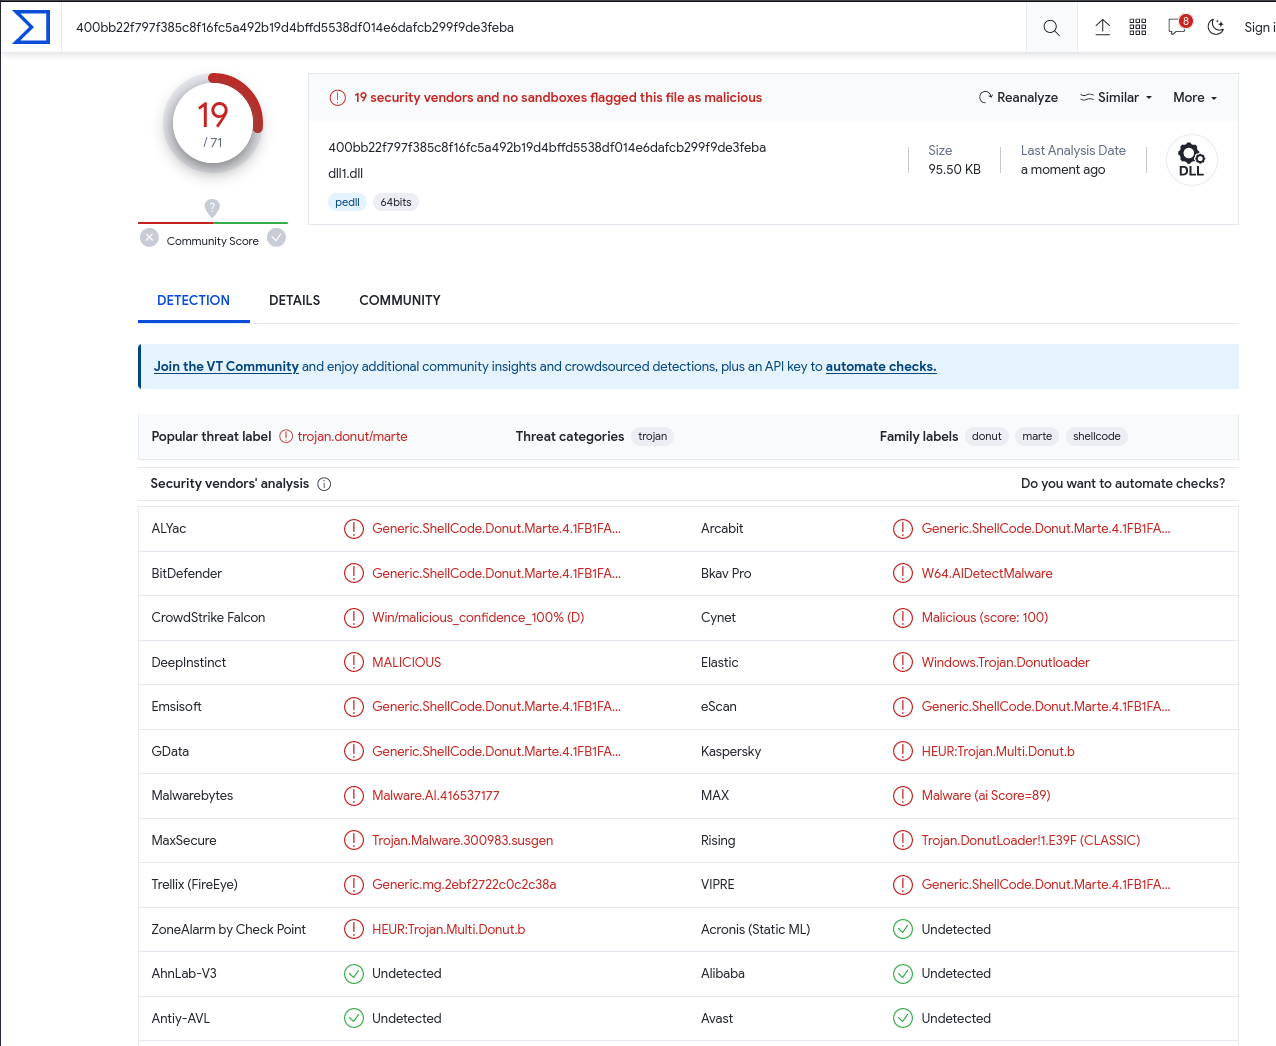 400bb22f797f385c8f16fc5a492b19d4bffd5538df014e6dafcb299f9de3feba
8
Sign i
19
/ 71
Community Score
19 security vendors and no sandboxes flagged this file as malicious
Reanalyze
Similar
More
400bb22f797f385c8f16fc5a492b19d4bffd5538df014e6dafcb299f9de3feba
dll1.dll
pedll 64bits
Size
95.50 KB
Last Analysis Date
a moment ago
DLL
DETECTION DETAILS COMMUNITY
Join the VT Community and enjoy additional community insights and crowdsourced detections, plus an API key to automate checks.
Popular threat label trojan.donut/marte Threat categories trojan Family labels donut marte shellcode
Security vendors' analysis Do you want to automate checks?
ALYac Generic.ShellCode.Donut.Marte.4.1FB1FA... Arcabit Generic.ShellCode.Donut.Marte.4.1FB1FA...
BitDefender Generic.ShellCode.Donut.Marte.4.1FB1FA... Bkav Pro W64.AIDetectMalware
CrowdStrike Falcon Win/malicious_confidence_100% (D) Cynet Malicious (score: 100)
DeepInstinct MALICIOUS Elastic Windows.Trojan.Donutloader
Emsisoft Generic.ShellCode.Donut.Marte.4.1FB1FA... eScan Generic.ShellCode.Donut.Marte.4.1FB1FA...
GData Generic.ShellCode.Donut.Marte.4.1FB1FA... Kaspersky HEUR:Trojan.Multi.Donut.b
Malwarebytes Malware.AI.416537177 MAX Malware (ai Score=89)
MaxSecure Trojan.Malware.300983.susgen Rising Trojan.DonutLoader!1.E39F (CLASSIC)
Trellix (FireEye) Generic.mg.2ebf2722c0c2c38a VIPRE Generic.ShellCode.Donut.Marte.4.1FB1FA...
ZoneAlarm by Check Point HEUR:Trojan.Multi.Donut.b Acronis (Static ML) Undetected
AhnLab-V3 Undetected Alibaba Undetected
Antiy-AVL Undetected Avast Undetected